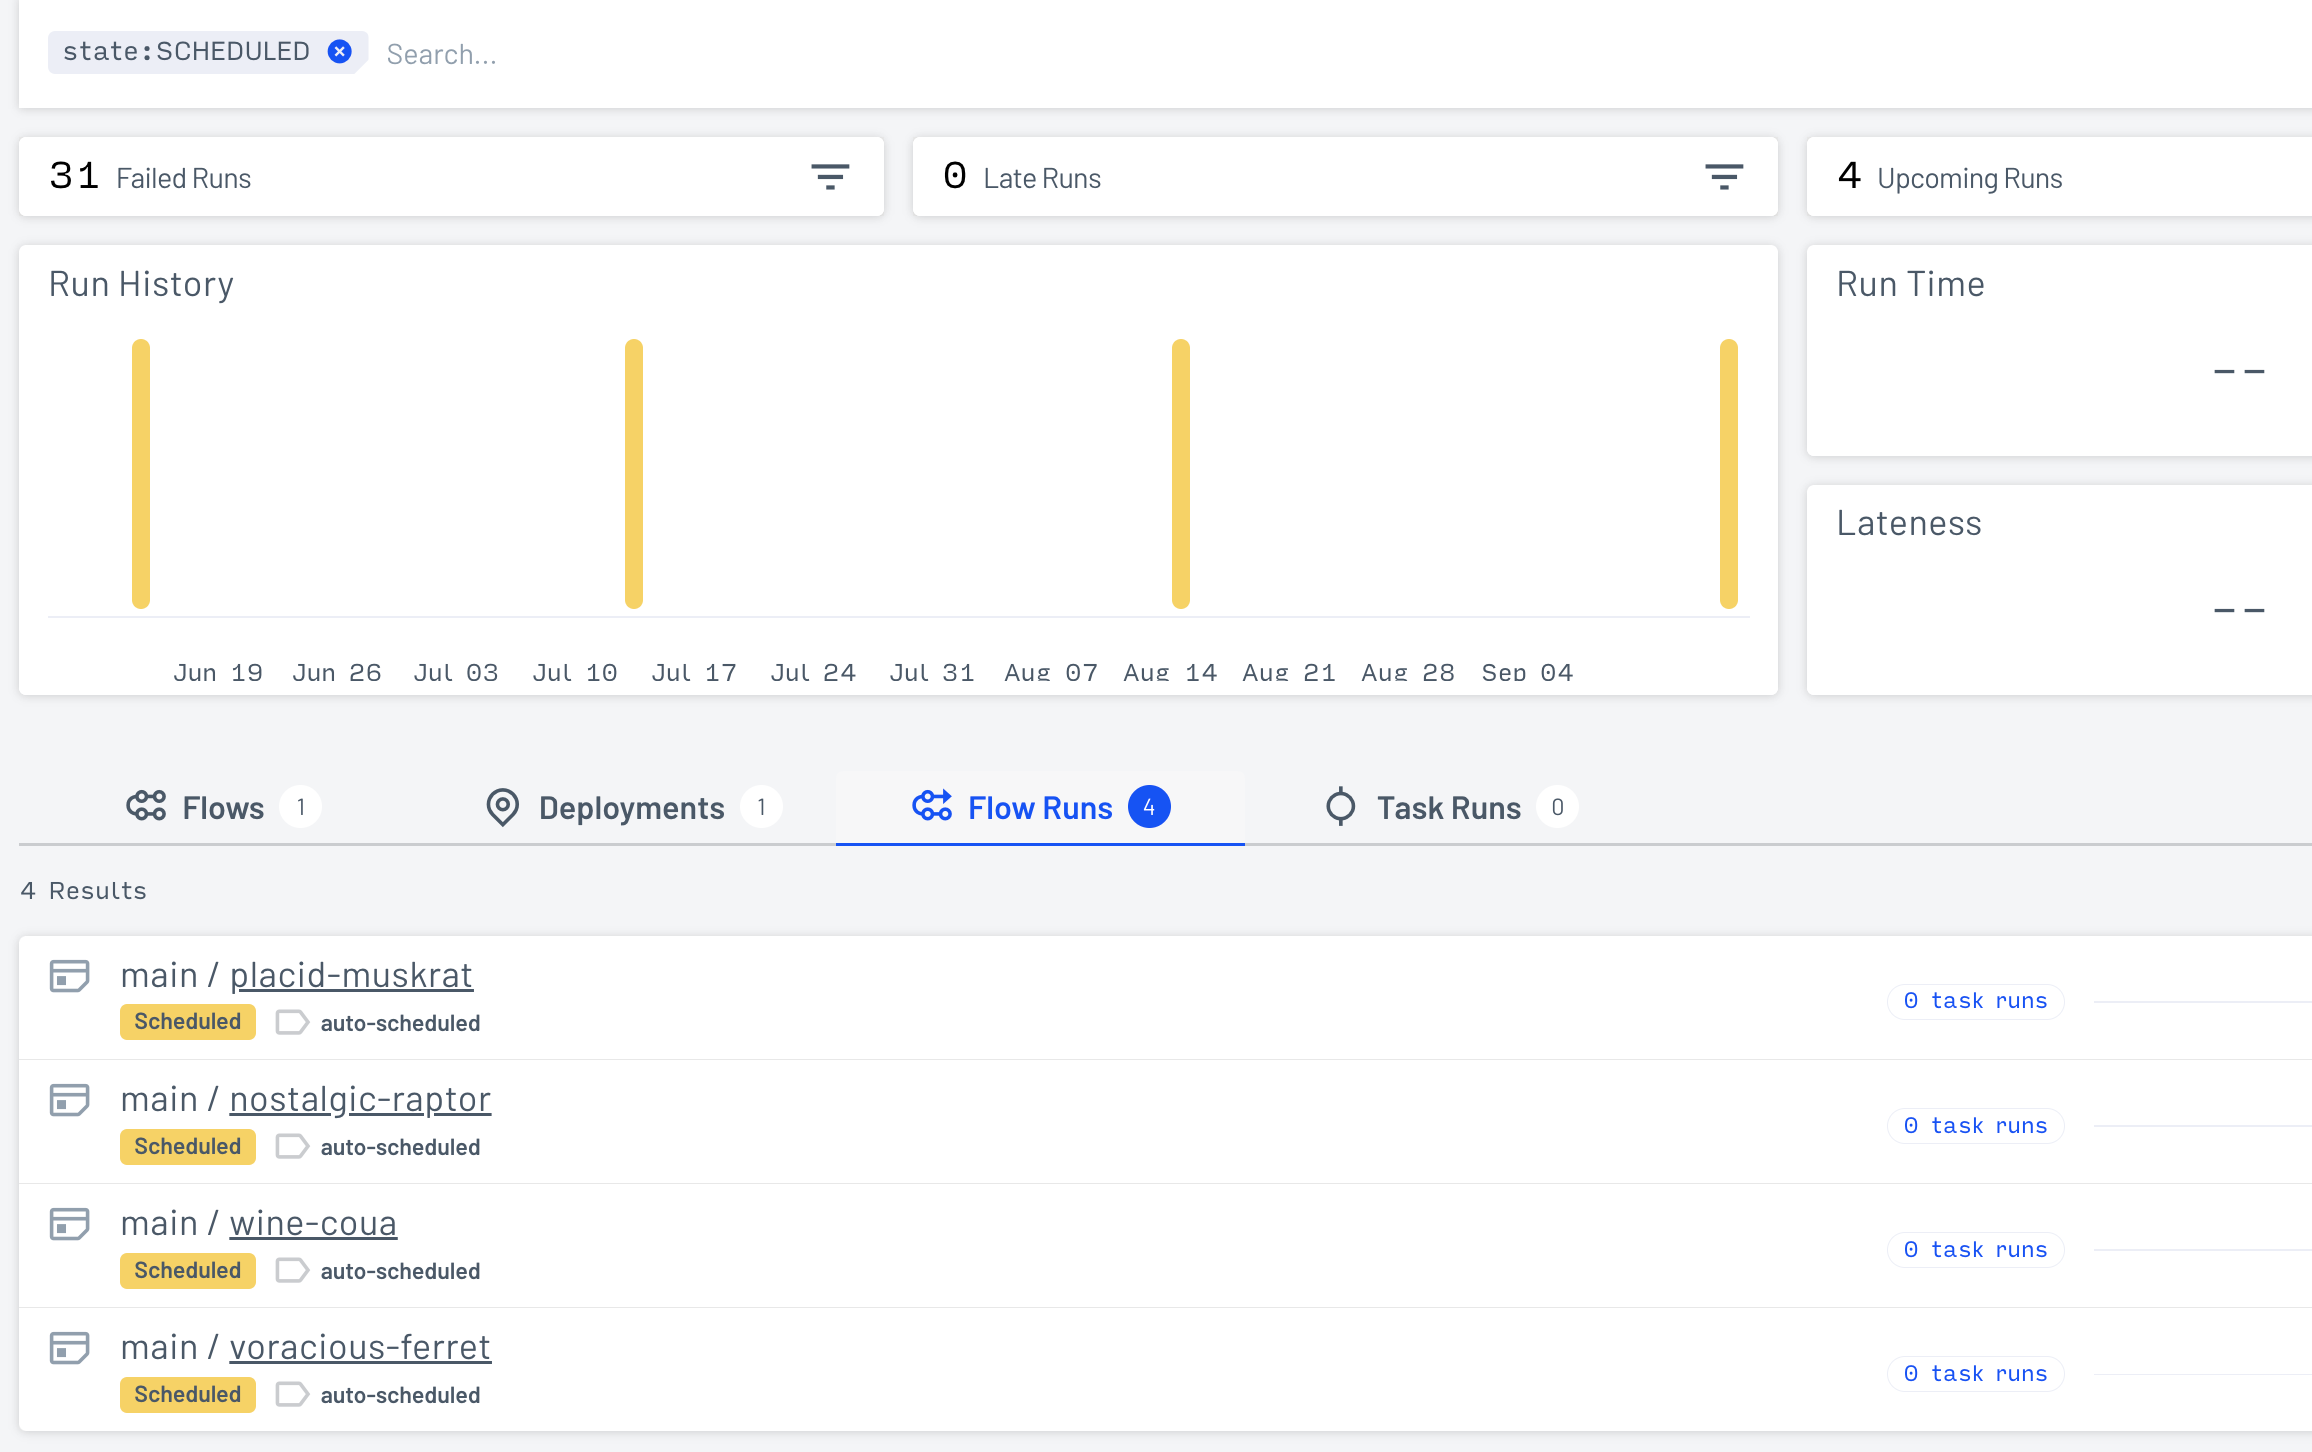 state:SCHEDULED Search...
31 Failed Runs
0 Late Runs
4 Upcoming Runs
Run History
Run Time
--
Lateness
--
Jun 19 Jun 26 Jul 03 Jul 10 Jul 17 Jul 24 Jul 31 Aug 07 Aug 14 Aug 21 Aug 28 Sep 04
Flows 1 Deployments 1 Flow Runs 4 Task Runs 0
4 Results
main / placid-muskrat
Scheduled auto-scheduled
0 task runs
main / nostalgic-raptor
Scheduled auto-scheduled
0 task runs
main / wine-coua
Scheduled auto-scheduled
0 task runs
main / voracious-ferret
Scheduled auto-scheduled
0 task runs